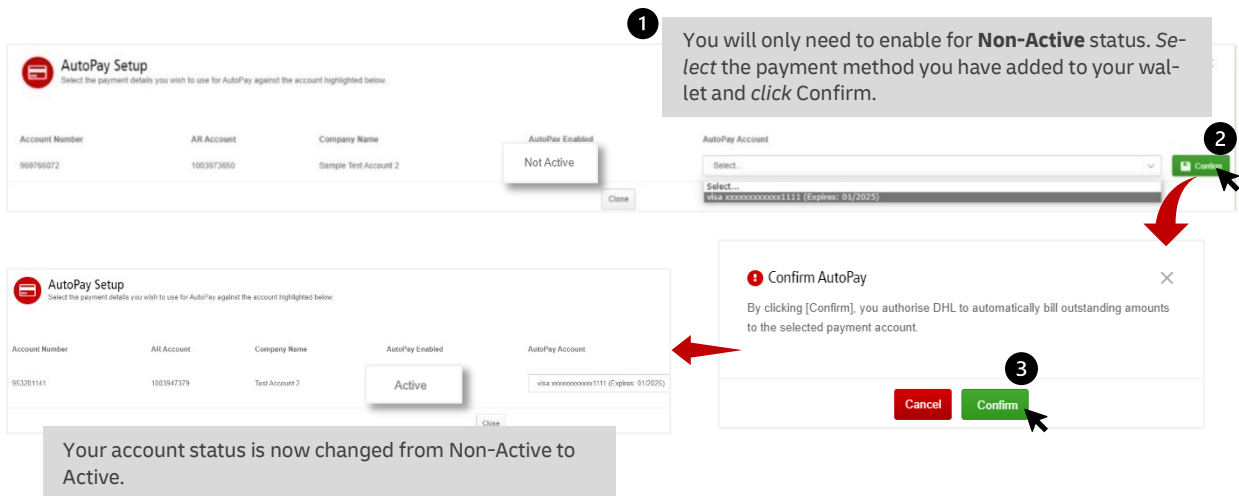 1
You will only need to enable for Non-Active status. Se-
lect the payment method you have added to your wal-
let and click Confirm.
AutoPay Setup
Select the payment details you wish to use for AutoPay against the account highlighted below.
Account Number AR Account Company Name AutoPay Enabled AutoPay Account
2
969766072 1003973650 Sample Test Account 2 Not Active Select... Confirm
Select...
visa xxxxxxxxxxxx1111 (Expires: 01/2025)
Close
Confirm AutoPay
By clicking [Confirm], you authorise DHL to automatically bill outstanding amounts
to the selected payment account.
3
Cancel Confirm
AutoPay Setup
Select the payment details you wish to use for AutoPay against the account highlighted below.
Account Number AR Account Company Name AutoPay Enabled AutoPay Account
953201141 1003947379 Test Account 2 Active visa xxxxxxxxxxxx1111 (Expires: 01/2025)
Close
Your account status is now changed from Non-Active to
Active.